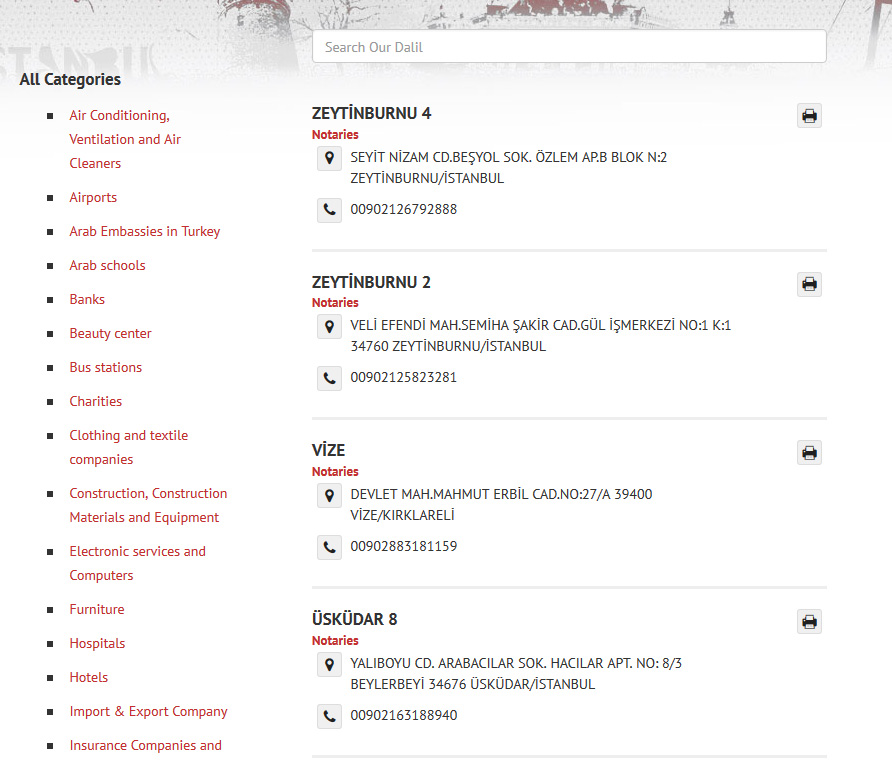 Search Our Dalil
All Categories
Air Conditioning,
Ventilation and Air
Cleaners
Airports
Arab Embassies in Turkey
Arab schools
Banks
Beauty center
Bus stations
Charities
Clothing and textile
companies
Construction, Construction
Materials and Equipment
Electronic services and
Computers
Furniture
Hospitals
Hotels
Import & Export Company
Insurance Companies and
ZEYTİNBURNU 4
Notaries
SEYİT NİZAM CD.BEŞYOL SOK. ÖZLEM AP.B BLOK N:2
ZEYTİNBURNU/İSTANBUL
00902126792888
ZEYTİNBURNU 2
Notaries
VELİ EFENDİ MAH.SEMİHA ŞAKİR CAD.GÜL İŞMERKEZİ NO:1 K:1
34760 ZEYTİNBURNU/İSTANBUL
00902125823281
VİZE
Notaries
DEVLET MAH.MAHMUT ERBİL CAD.NO:27/A 39400
VİZE/KIRKLARELİ
00902883181159
ÜSKÜDAR 8
Notaries
YALIBOYU CD. ARABACILAR SOK. HACILAR APT. NO: 8/3
BEYLERBEYİ 34676 ÜSKÜDAR/İSTANBUL
00902163188940